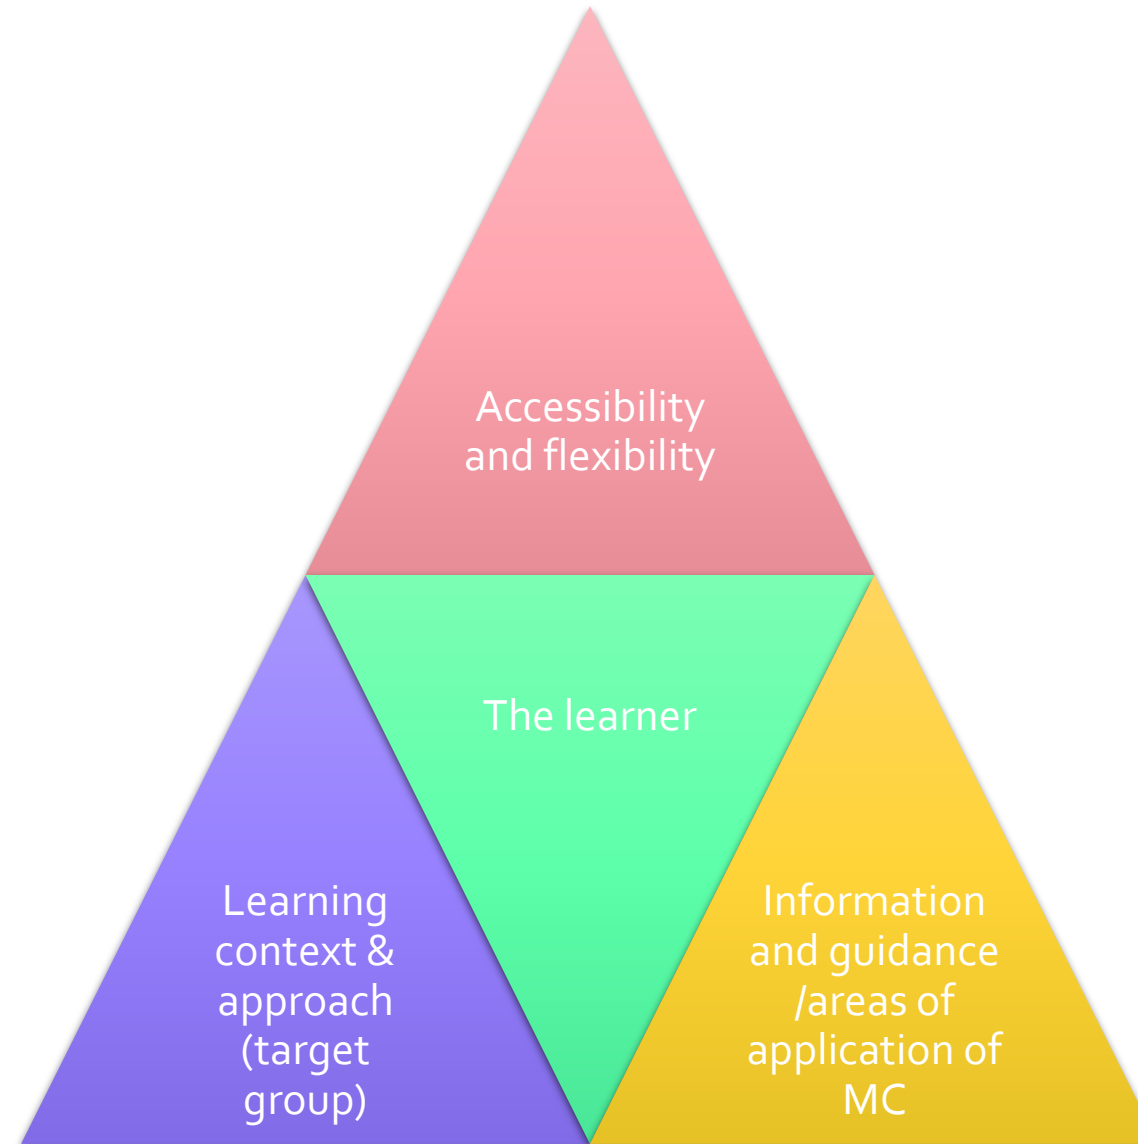 Accessibility
and flexibility
The learner
Learning
context &
approach
(target
group)
Information
and guidance
/areas of
application of
MC